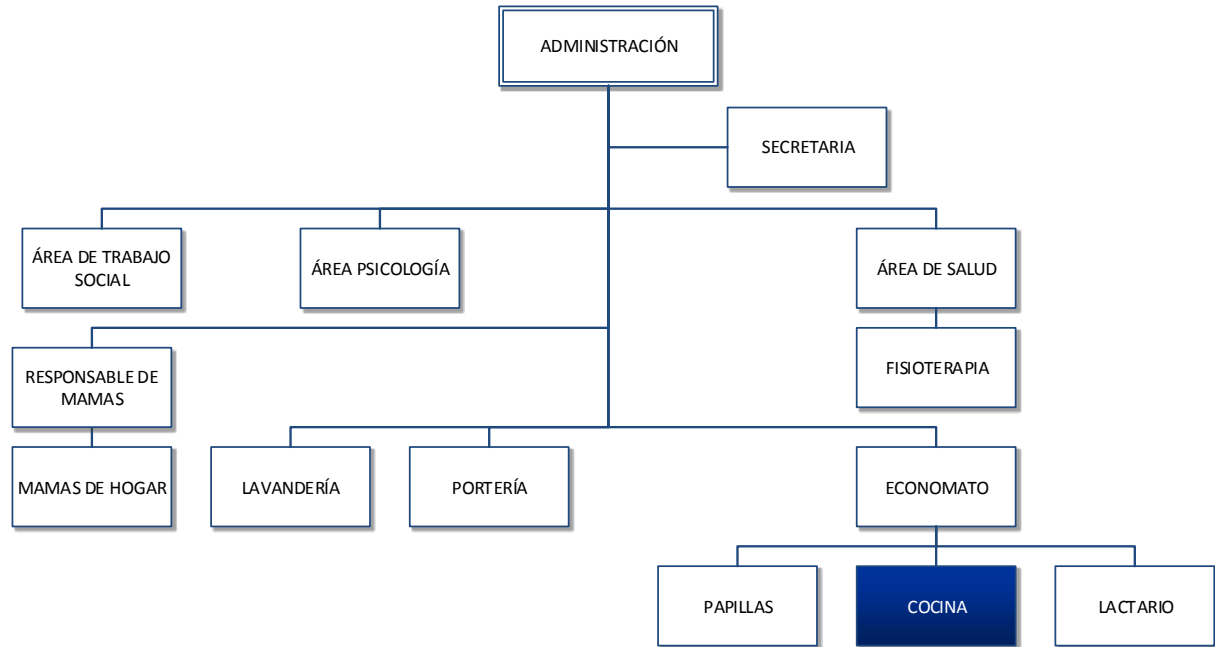 ADMINISTRACIÓN
SECRETARIA
ÁREA DE TRABAJO
SOCIAL
ÁREA PSICOLOGÍA
ÁREA DE SALUD
RESPONSABLE DE
MAMAS
FISIOTERAPIA
MAMAS DE HOGAR
LAVANDERÍA
PORTERÍA
ECONOMATO
PAPILLAS
COCINA
LACTARIO